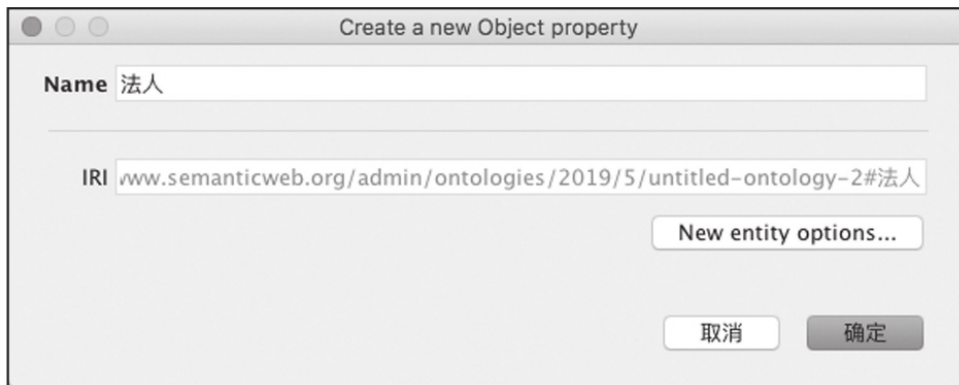 Create a new Object property
Name 法人
IRI www.semanticweb.org/admin/ontologies/2019/5/untitled-ontology-2#法人
New entity options...
取消 确定